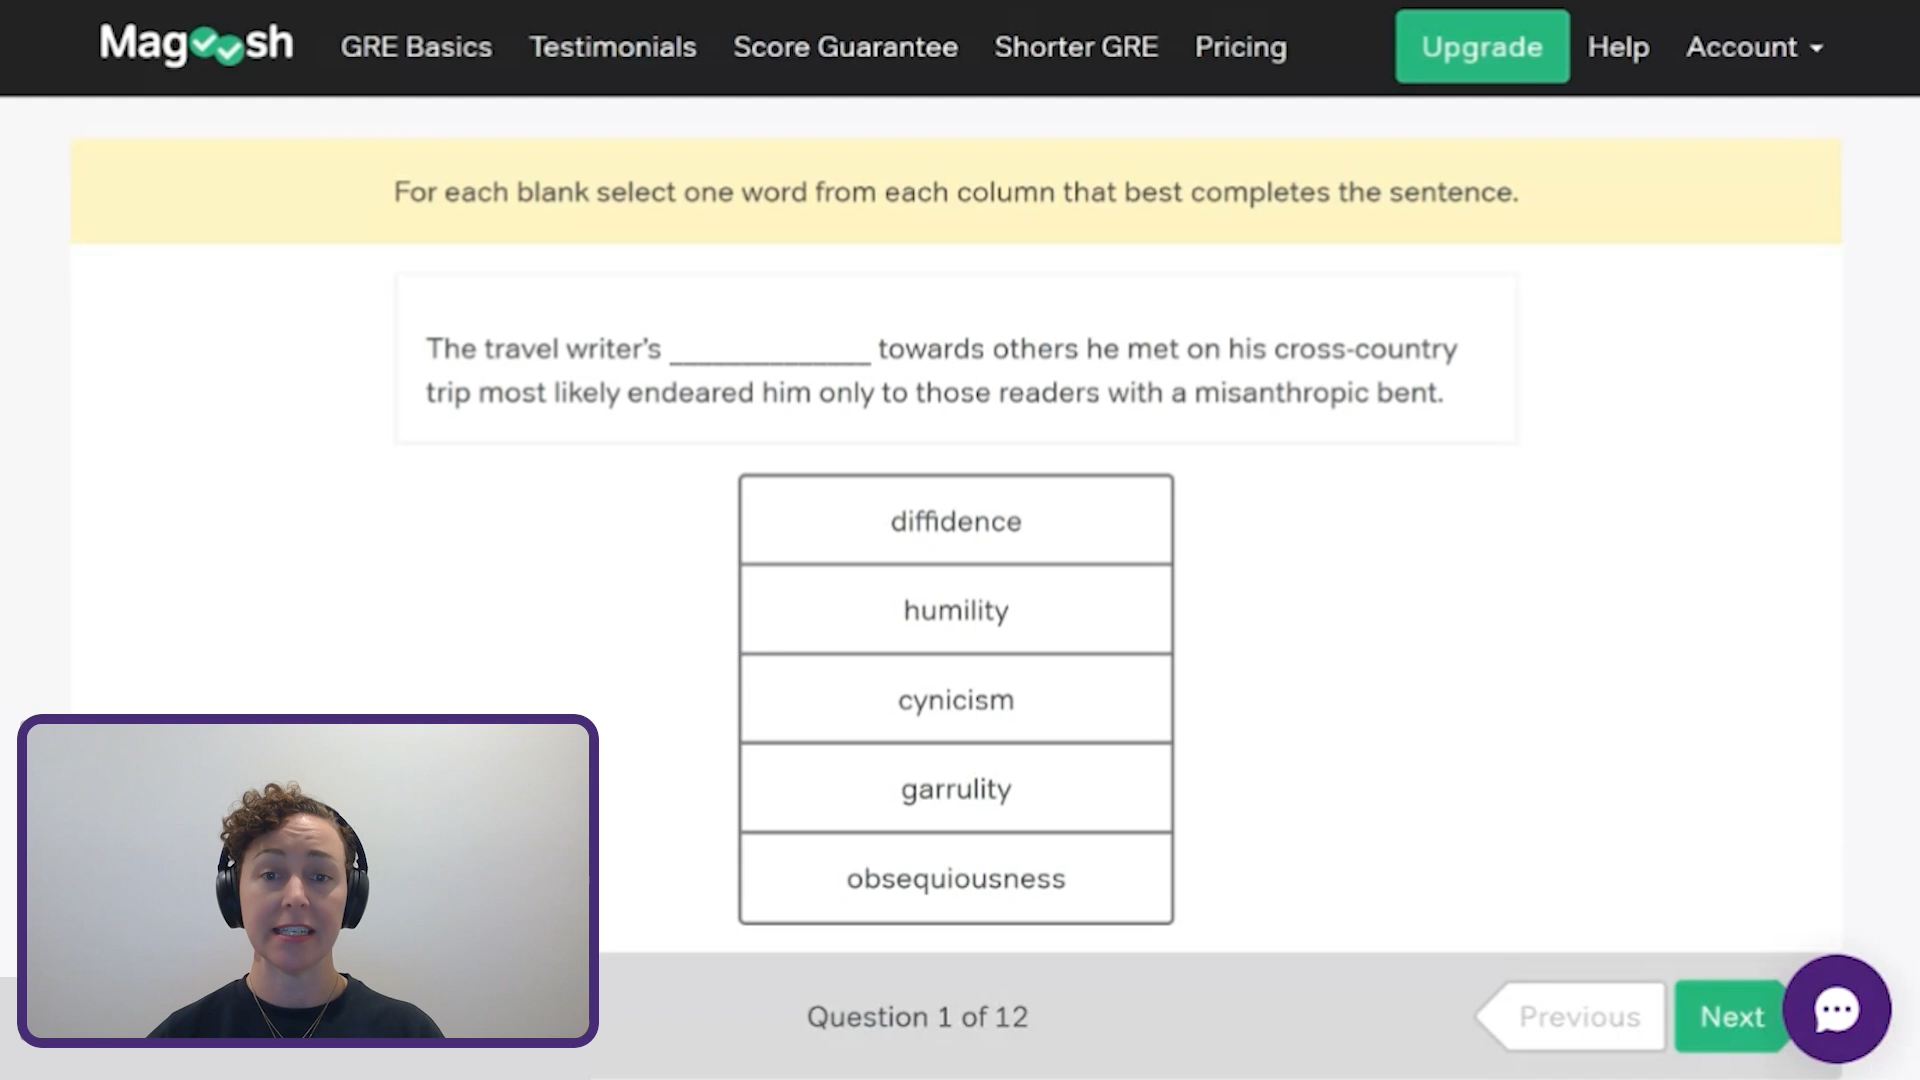 Magoosh GRE Basics Testimonials Score Guarantee Shorter GRE Pricing Upgrade Help Account
For each blank select one word from each column that best completes the sentence.
The travel writer's ______________ towards others he met on his cross-country
trip most likely endeared him only to those readers with a misanthropic bent.
diffidence
humility
cynicism
garrulity
obsequiousness
Question 1 of 12
Previous
Next